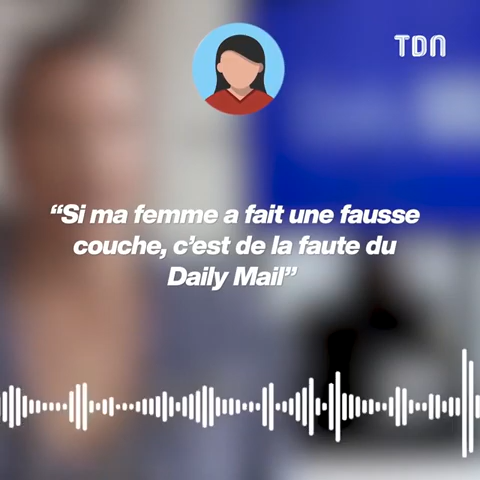 TDN
“Si ma femme a fait une fausse
couche, c’est de la faute du
Daily Mail”